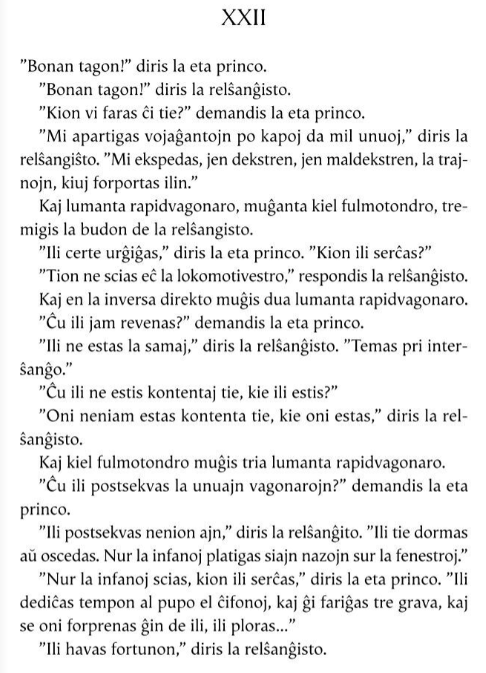 XXII
”Bonan tagon!” diris la eta princo.
”Bonan tagon!” diris la relŝanĝisto.
”Kion vi faras ĉi tie?” demandis la eta princo.
”Mi apartigas vojaĝantojn po kapoj da mil unuoj,” diris la
relŝangiŝto. ”Mi ekspedas, jen dekstren, jen maldekstren, la traj-
nojn, kiuj forportas ilin.”
Kaj lumanta rapidvagonaro, muĝanta kiel fulmotondro, tre-
migis la budon de la relŝangisto.
”Ili certe urĝiĝas,” diris la eta princo. ”Kion ili serĉas?”
”Tion ne scias eĉ la lokomotivestro,” respondis la relŝanĝisto.
Kaj en la inversa direkto muĝis dua lumanta rapidvagonaro.
”Ĉu ili jam revenas?” demandis la eta princo.
”Ili ne estas la samaj,” diris la relŝanĝisto. ”Temas pri inter-
ŝanĝo.”
”Ĉu ili ne estis kontentaj tie, kie ili estis?”
”Oni neniam estas kontenta tie, kie oni estas,” diris la rel-
ŝanĝisto.
Kaj kiel fulmotondro muĝis tria lumanta rapidvagonaro.
”Ĉu ili postsekvas la unuajn vagonarojn?” demandis la eta
princo.
”Ili postsekvas nenion ajn,” diris la relŝanĝito. ”Ili tie dormas
aŭ oscedas. Nur la infanoj platigas siajn nazojn sur la fenestroj.”
”Nur la infanoj scias, kion ili serĉas,” diris la eta princo. ”Ili
dediĉas tempon al pupo el ĉifonoj, kaj ĝi fariĝas tre grava, kaj
se oni forprenas ĝin de ili, ili ploras...”
”Ili havas fortunon,” diris la relŝanĝisto.